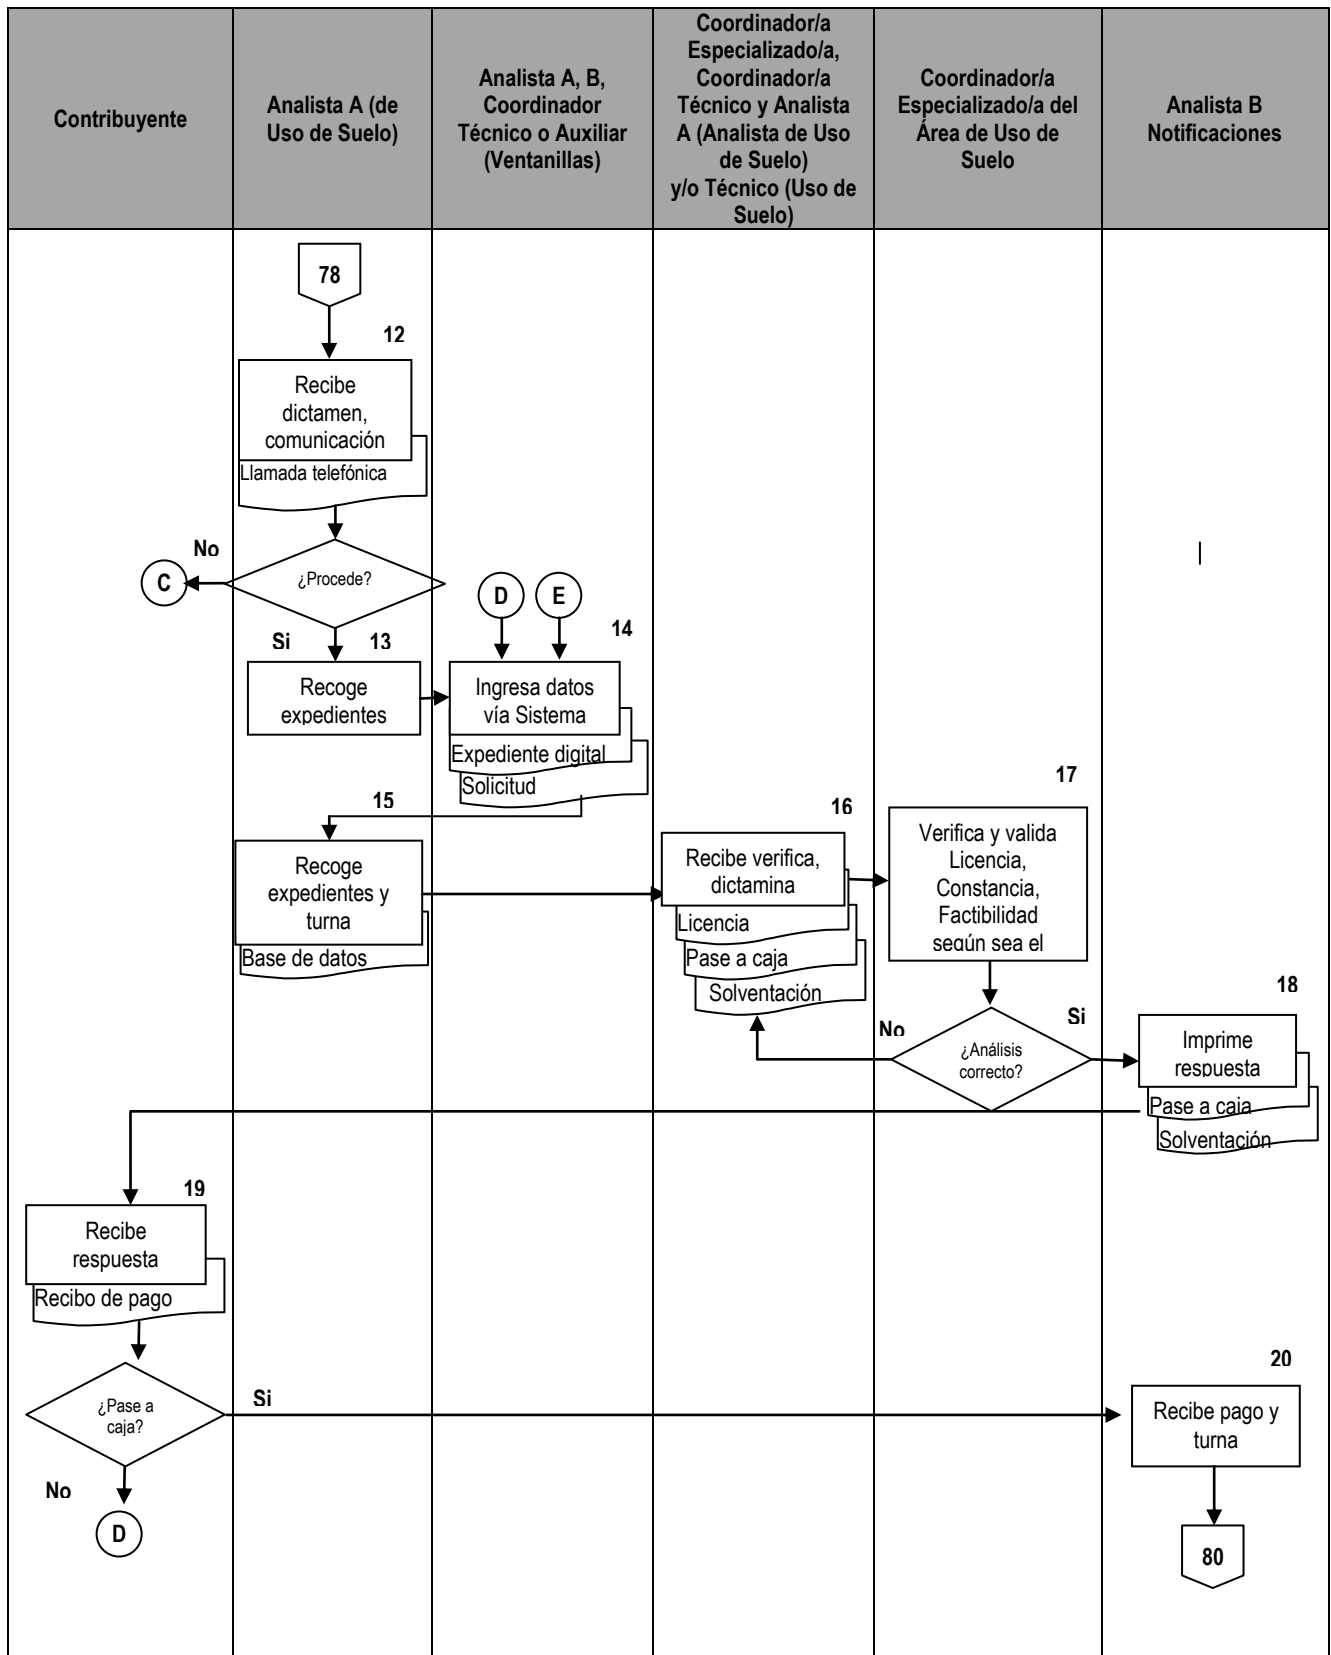 Contribuyente
Analista A (de
Uso de Suelo)
Analista A, B,
Coordinador
Técnico o Auxiliar
(Ventanillas)
Coordinador/a
Especializado/a,
Coordinador/a
Técnico y Analista
A (Analista de Uso
de Suelo)
y/o Técnico (Uso de
Suelo)
Coordinador/a
Especializado/a del
Área de Uso de
Suelo
Analista B
Notificaciones
78
12
Recibe
dictamen,
comunicación
Llamada telefónica
No
C
¿Procede?
D
E
Si
13
14
Recoge
expedientes
Ingresa datos
vía Sistema
Expediente digital
Solicitud
15
16
17
Recoge
expedientes y
turna
Base de datos
Recibe verifica,
dictamina
Licencia
Pase a caja
Solventación
Verifica y valida
Licencia,
Constancia,
Factibilidad
según sea el
No
¿Análisis
correcto?
Si
18
Imprime
respuesta
Pase a caja
Solventación
19
Recibe
respuesta
Recibo de pago
¿Pase a
caja?
Si
No
D
20
Recibe pago y
turna
80